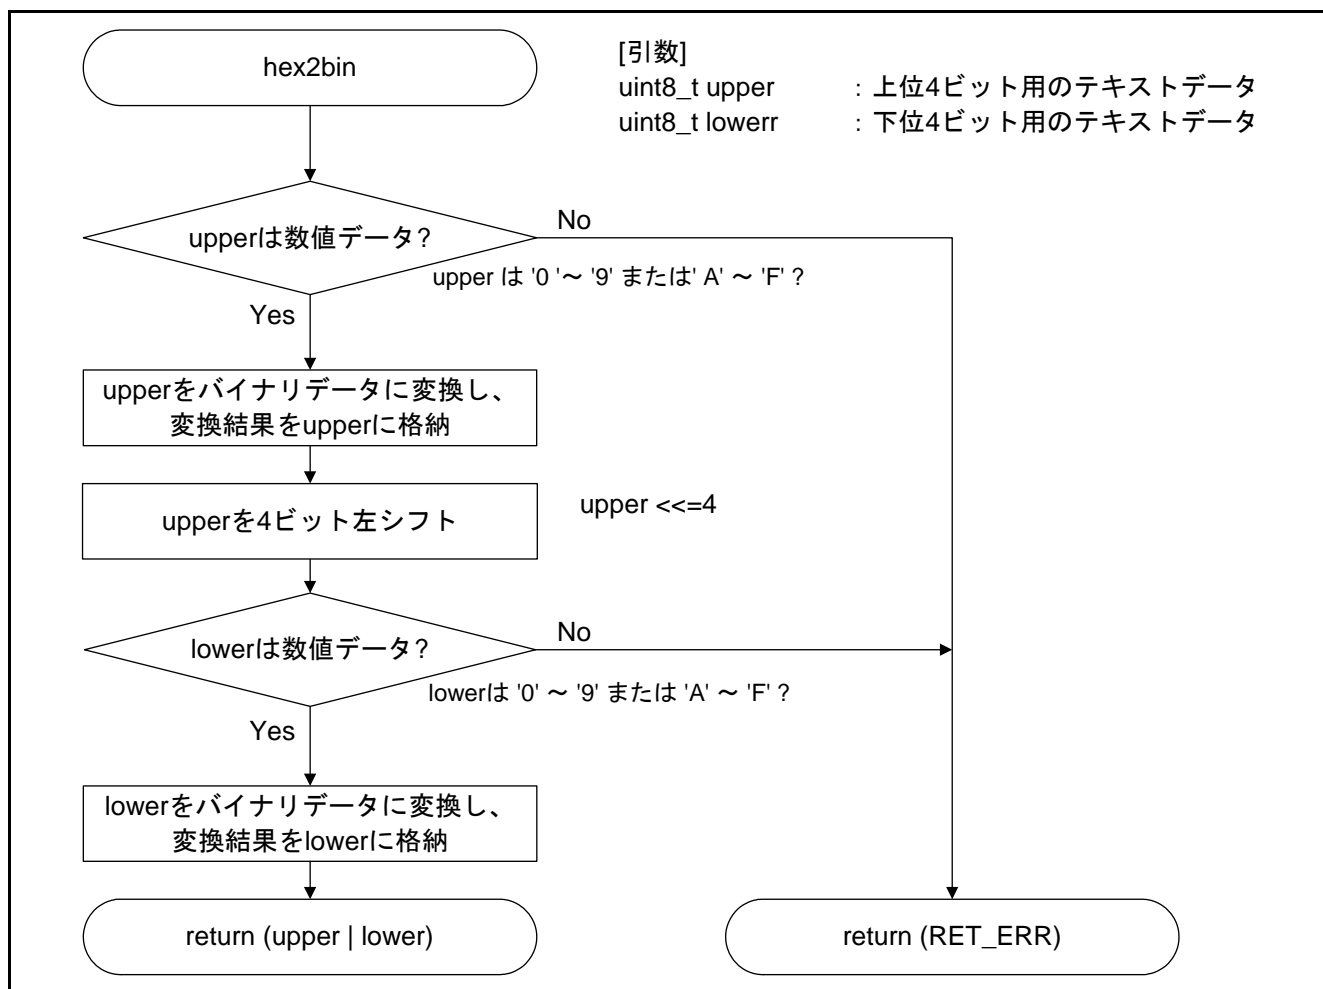 hex2bin
[引数]
uint8_t upper : 上位4ビット用のテキストデータ
uint8_t lowerr : 下位4ビット用のテキストデータ
upperは数値データ?
No
upper は '0 '～ '9' または' A' ～ 'F' ?
Yes
upperをバイナリデータに変換し、
変換結果をupperに格納
upperを4ビット左シフト
upper <<=4
lowerは数値データ?
No
lowerは '0' ～ '9' または 'A' ～ 'F' ?
Yes
lowerをバイナリデータに変換し、
変換結果をlowerに格納
return (upper | lower)
return (RET_ERR)